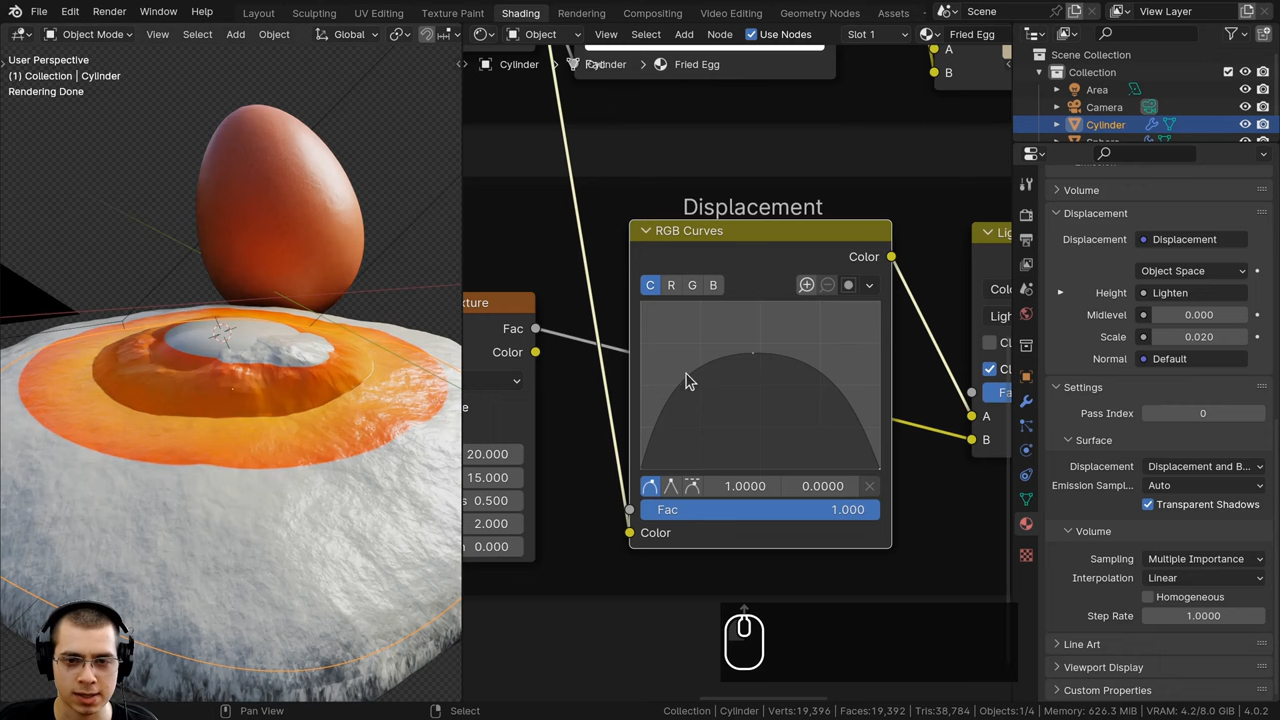 File Edit Render Window Help Layout Sculpting UV Editing Texture Paint Shading Rendering Compositing Video Editing Geometry Nodes Assets Scene View Layer
Object Mode View Select Add Object Global Object View Select Add Node Use Nodes Slot 1 Fried Egg
User Perspective
(1) Collection | Cylinder
Rendering Done
Cylinder > Cylinder > Fried Egg
A
B
Scene Collection
Collection
Area
Camera
Cylinder
Displacement
RGB Curves
Color
C R G B
1.0000 0.0000
Fac 1.000
Color
Fac
Color
20.000
15.000
0.500
2.000
0.000
A
B
Volume
Displacement
Displacement Displacement
Object Space
Height Lighten
Midlevel 0.000
Scale 0.020
Normal Default
Settings
Pass Index 0
Surface
Displacement Displacement and B...
Emission Sampl... Auto
Transparent Shadows
Volume
Sampling Multiple Importance
Interpolation Linear
Homogeneous
Step Rate 1.0000
Line Art
Viewport Display
Custom Properties
Pan View Select Collection | Cylinder | Verts:19,396 | Faces:19,392 | Tris:38,784 | Objects:1/4 | Memory: 626.3 MiB | VRAM: 4.2/8.0 GiB | 4.0.2